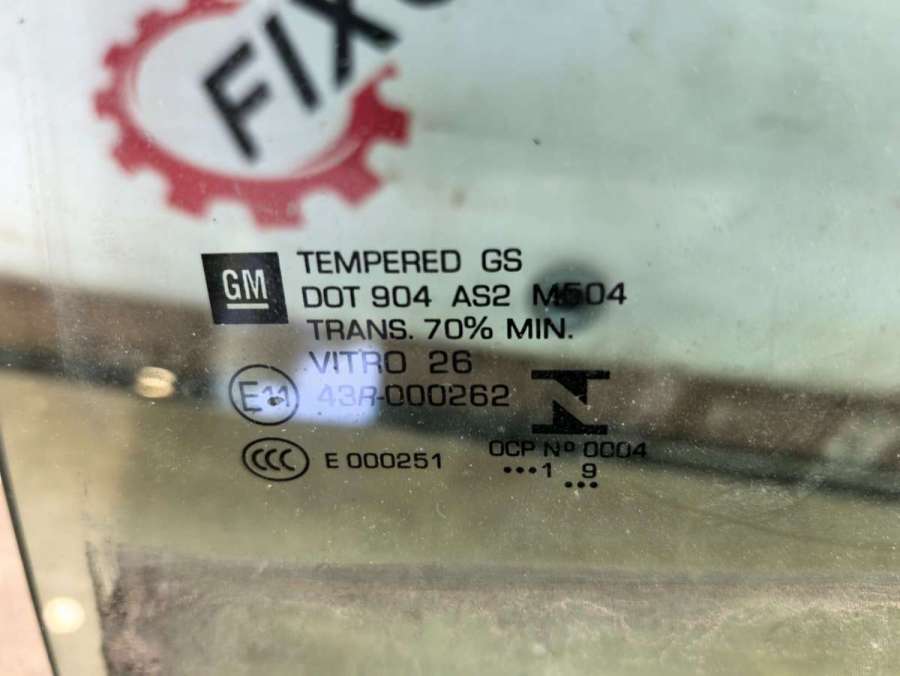 FIX
GM
TEMPERED GS
DOT 904 AS2 M504
TRANS. 70% MIN.
VITRO 26
E11 43R-000262
CCC E 000251
OCP Nº 0004
•••1 9
•••